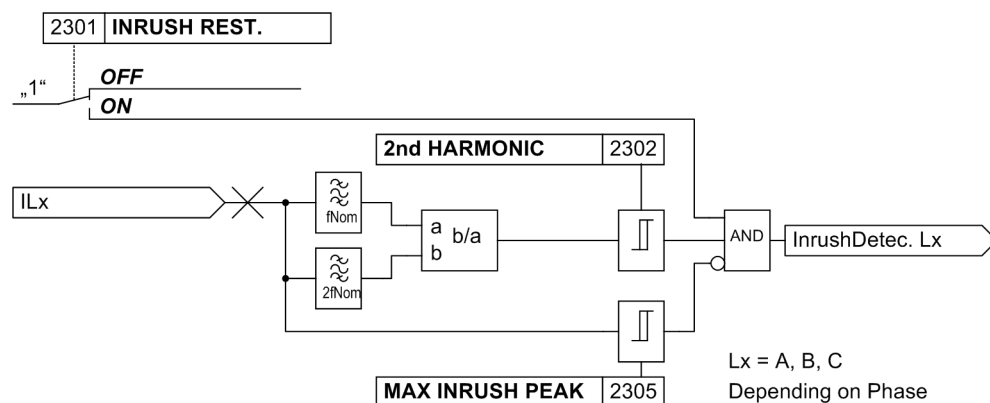 2301 INRUSH REST.
„1“
OFF
ON
2nd HARMONIC 2302
ILx
fNom
a
b
b/a
AND
InrushDetec. Lx
2fNom
Lx = A, B, C
MAX INRUSH PEAK 2305
Depending on Phase